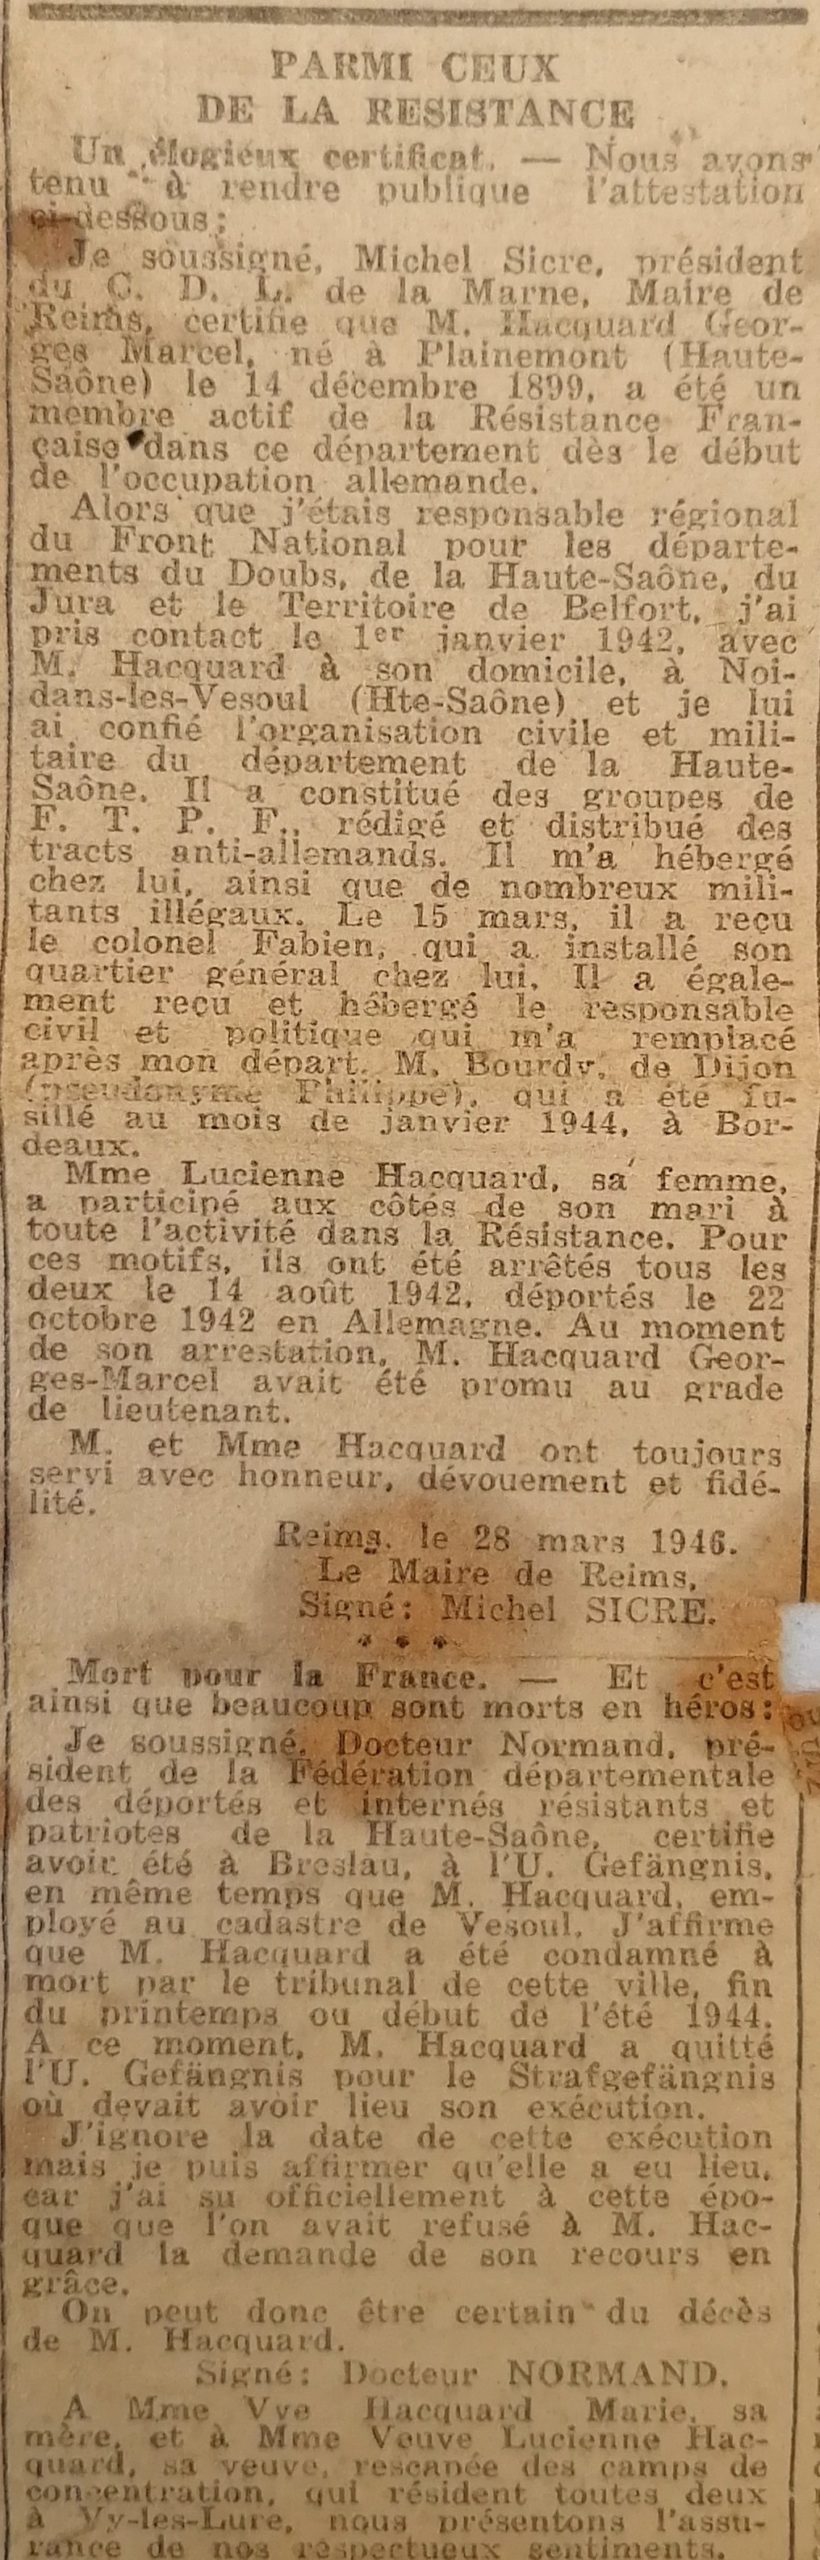 PARMI CEUX
DE LA RESISTANCE
Un élogieux certificat. — Nous avons
tenu à rendre publique l'attestation
ci-dessous :
Je soussigné, Michel Sicre, président
du C. D. L. de la Marne, Maire de
Reims, certifie que M. Hacquard Geor-
ges Marcel, né à Plainemont (Haute-
Saône) le 14 décembre 1899, a été un
membre actif de la Résistance Fran-
çaise dans ce département dès le début
de l'occupation allemande.
Alors que j'étais responsable régional
du Front National pour les départe-
ments du Doubs, de la Haute-Saône, du
Jura et le Territoire de Belfort, j'ai
pris contact le 1er janvier 1942, avec
M. Hacquard à son domicile, à Noi-
dans-les-Vesoul (Hte-Saône) et je lui
ai confié l'organisation civile et mili-
taire du département de la Haute-
Saône. Il a constitué des groupes de
F. T. P. F., rédigé et distribué des
tracts anti-allemands. Il m'a hébergé
chez lui, ainsi que de nombreux mili-
tants illégaux. Le 15 mars, il a reçu
le colonel Fabien, qui a installé son
quartier général chez lui. Il a égale-
ment reçu et hébergé le responsable
civil et politique qui m'a remplacé
après mon départ, M. Bourdy, de Dijon
(pseudonyme Philippe), qui a été fu-
sillé au mois de janvier 1944, à Bor-
deaux.
Mme Lucienne Hacquard, sa femme,
a participé aux côtés de son mari à
toute l'activité dans la Résistance. Pour
ces motifs, ils ont été arrêtés tous les
deux le 14 août 1942, déportés le 22
octobre 1942 en Allemagne. Au moment
de son arrestation, M. Hacquard Geor-
ges-Marcel avait été promu au grade
de lieutenant.
M. et Mme Hacquard ont toujours
servi avec honneur, dévouement et fidé-
lité.
Reims, le 28 mars 1946.
Le Maire de Reims,
Signé : Michel SICRE.
* * *
Mort pour la France. — Et c'est
ainsi que beaucoup sont morts en héros :
Je soussigné, Docteur Normand, pré-
sident de la Fédération départementale
des déportés et internés résistants et
patriotes de la Haute-Saône, certifie
avoir été à Breslau, à l'U. Gefängnis,
en même temps que M. Hacquard, em-
ployé au cadastre de Vesoul. J'affirme
que M. Hacquard a été condamné à
mort par le tribunal de cette ville, fin
du printemps ou début de l'été 1944.
A ce moment, M. Hacquard a quitté
l'U. Gefängnis pour le Strafgefängnis
où devait avoir lieu son exécution.
J'ignore la date de cette exécution
mais je puis affirmer qu'elle a eu lieu,
car j'ai su officiellement à cette épo-
que que l'on avait refusé à M. Hac-
quard la demande de son recours en
grâce.
On peut donc être certain du décès
de M. Hacquard.
Signé : Docteur NORMAND.
A Mme Vve Hacquard Marie, sa
mère, et à Mme Veuve Lucienne Hac-
quard, sa veuve, rescapée des camps de
concentration, qui résident toutes deux
à Vy-les-Lure, nous présentons l'assu-
rance de nos respectueux sentiments.